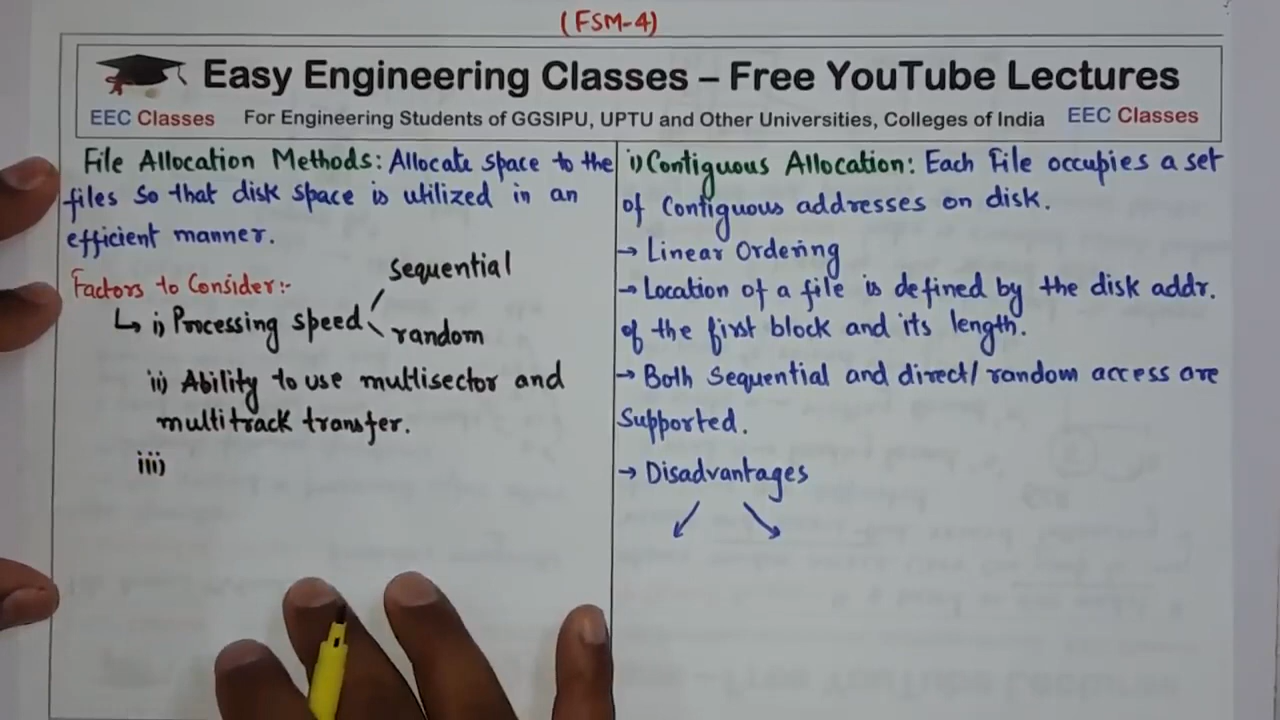 (FSM-4)
Easy Engineering Classes – Free YouTube Lectures
EEC Classes For Engineering Students of GGSIPU, UPTU and Other Universities, Colleges of India EEC Classes
File Allocation Methods: Allocate space to the
files so that disk space is utilized in an
efficient manner.
Factors to Consider:-
sequential
↳ i) Processing speed
random
ii) Ability to use multisector and
multitrack transfer.
iii)
i) Contiguous Allocation: Each File occupies a set
of Contiguous addresses on disk.
→ Linear Ordering
→ Location of a file is defined by the disk addr.
of the first block and its length.
→ Both Sequential and direct/random access are
Supported.
→ Disadvantages